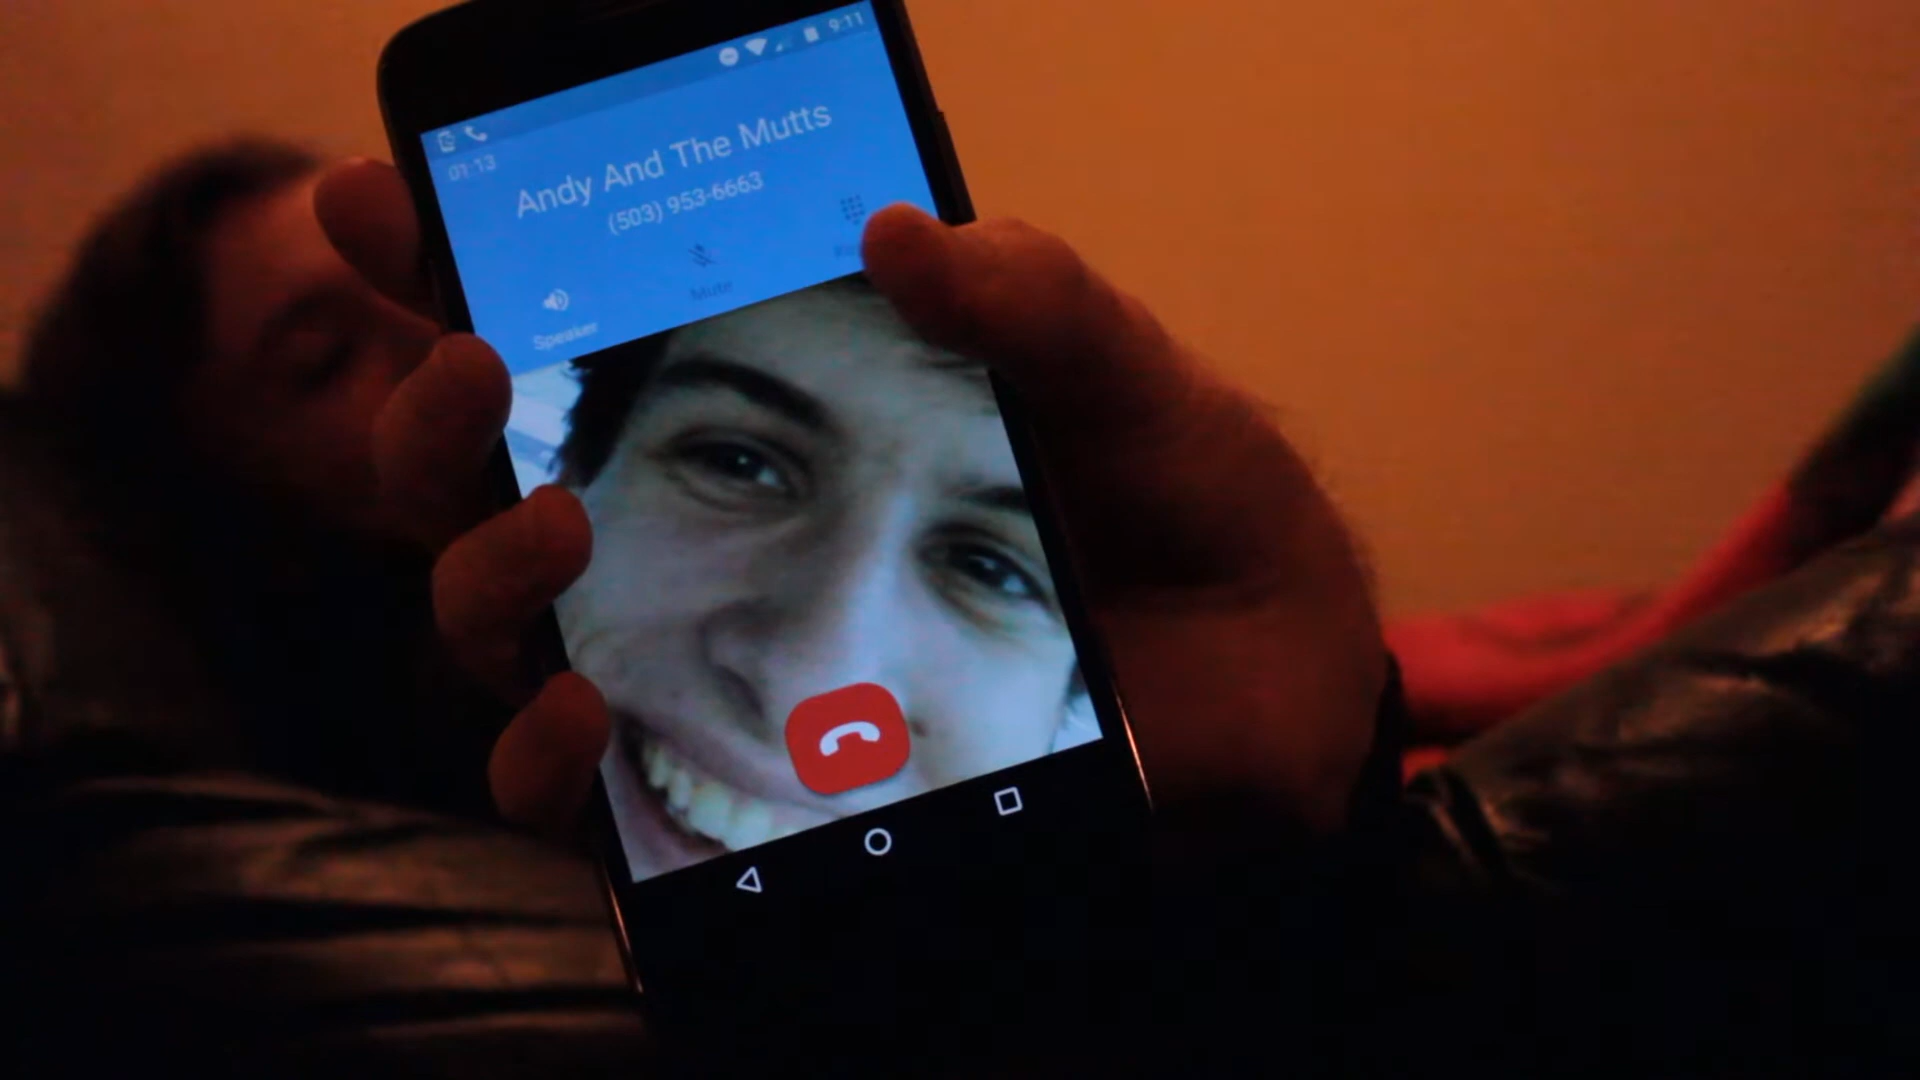 9:11
01:13
Andy And The Mutts
(503) 953-6663
Speaker
Mute